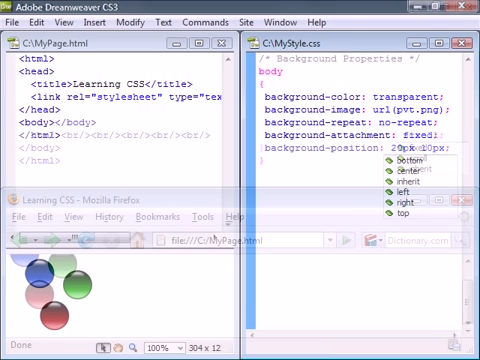 Adobe Dreamweaver CS3
File Edit View Insert Modify Text Commands Site Window Help
C:\MyPage.html
<html>
<head>
<title>Learning CSS</title>
<link rel="stylesheet" type="tex
</head>
<body></body>
</html><br/><br/><br/><br/><br/>
</body>
</html>
C:\MyStyle.css
/* Background Properties */
body
{
background-color: transparent;
background-image: url(pvt.png);
background-repeat: no-repeat;
background-attachment: fixed;
background-position: 20px 10px;
}
bottom
center
inherit
left
right
top
Learning CSS - Mozilla Firefox
File Edit View History Bookmarks Tools Help
file:///C:/MyPage.html
Dictionary.com
Done
100%
304 x 12